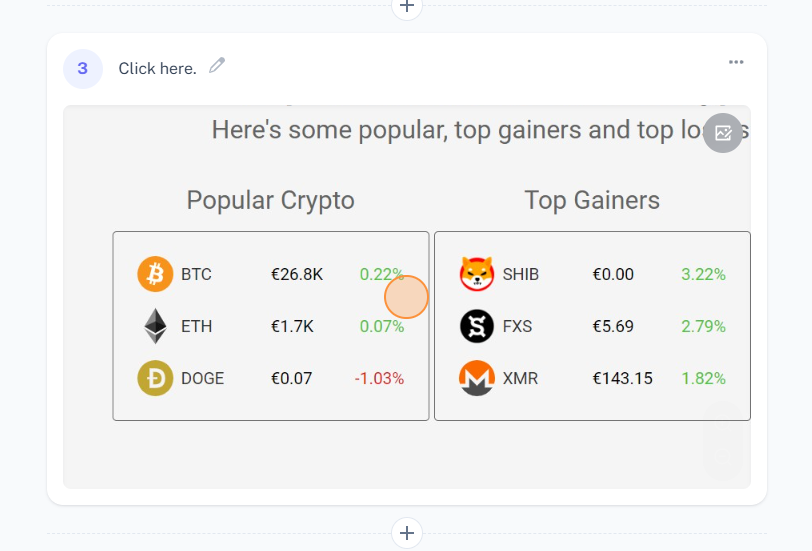 3 Click here.
Here's some popular, top gainers and top
Popular Crypto Top Gainers
BTC €26.8K 0.22% SHIB €0.00 3.22%
ETH €1.7K 0.07% FXS €5.69 2.79%
DOGE €0.07 -1.03% XMR €143.15 1.82%